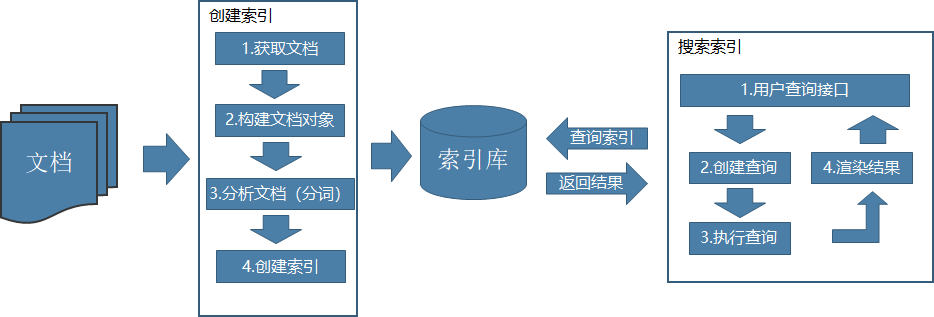 文档
创建索引
1.获取文档
2.构建文档对象
3.分析文档（分词）
4.创建索引
索引库
查询索引
返回结果
搜索索引
1.用户查询接口
2.创建查询
4.渲染结果
3.执行查询